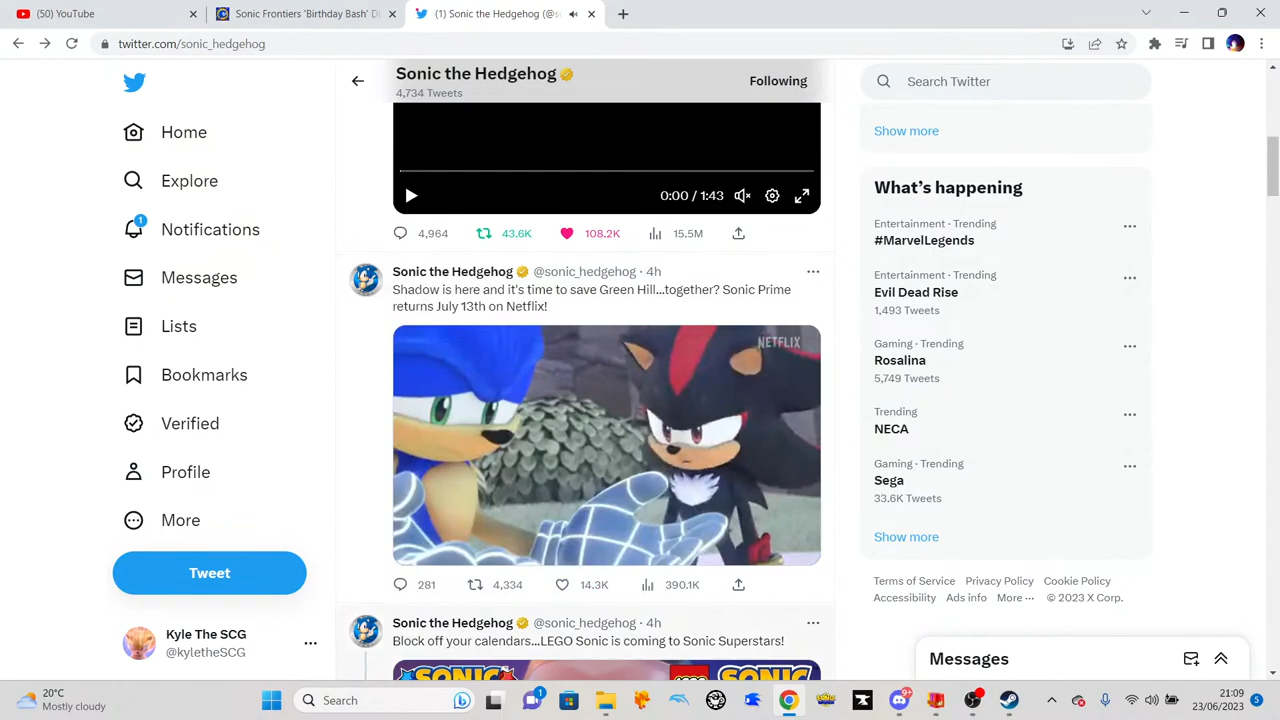 (50) YouTube
Sonic Frontiers 'Birthday Bash' D
(1) Sonic the Hedgehog (@s
twitter.com/sonic_hedgehog
Sonic the Hedgehog
4,734 Tweets
Following
Search Twitter
Home
Explore
1
Notifications
Messages
Lists
Bookmarks
Verified
Profile
More
Tweet
Kyle The SCG
@kyletheSCG
0:00 / 1:43
4,964 43.6K 108.2K 15.5M
Sonic the Hedgehog @sonic_hedgehog · 4h
Shadow is here and it's time to save Green Hill...together? Sonic Prime
returns July 13th on Netflix!
NETFLIX
281 4,334 14.3K 390.1K
Sonic the Hedgehog @sonic_hedgehog · 4h
Block off your calendars...LEGO Sonic is coming to Sonic Superstars!
SONIC
SONIC
Show more
What's happening
Entertainment · Trending
#MarvelLegends
Entertainment · Trending
Evil Dead Rise
1,493 Tweets
Gaming · Trending
Rosalina
5,749 Tweets
Trending
NECA
Gaming · Trending
Sega
33.6K Tweets
Show more
Terms of Service Privacy Policy Cookie Policy
Accessibility Ads info More ··· © 2023 X Corp.
Messages
20°C
Mostly cloudy
Search
1
9+
21:09
23/06/2023
5